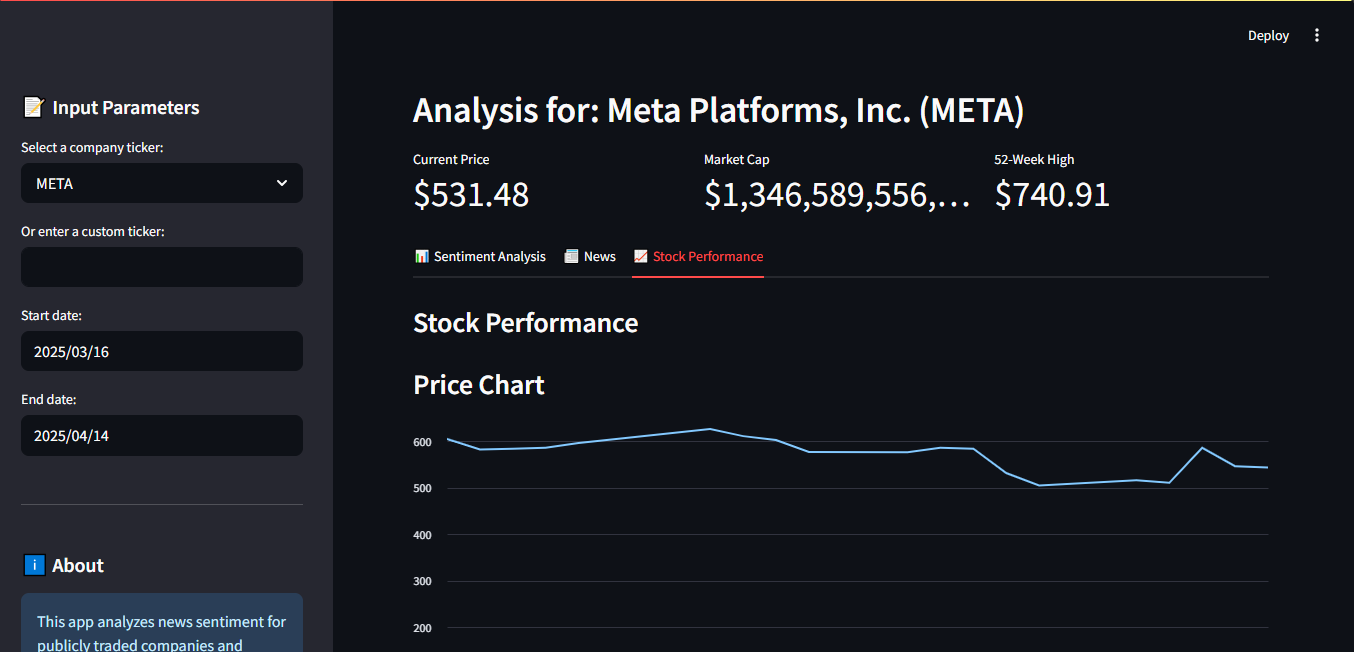 Deploy
Input Parameters
Select a company ticker:
META
Or enter a custom ticker:
Start date:
2025/03/16
End date:
2025/04/14
About
This app analyzes news sentiment for
publicly traded companies and
Analysis for: Meta Platforms, Inc. (META)
Current Price
$531.48
Market Cap
$1,346,589,556,…
52-Week High
$740.91
Sentiment Analysis
News
Stock Performance
Stock Performance
Price Chart
600
500
400
300
200